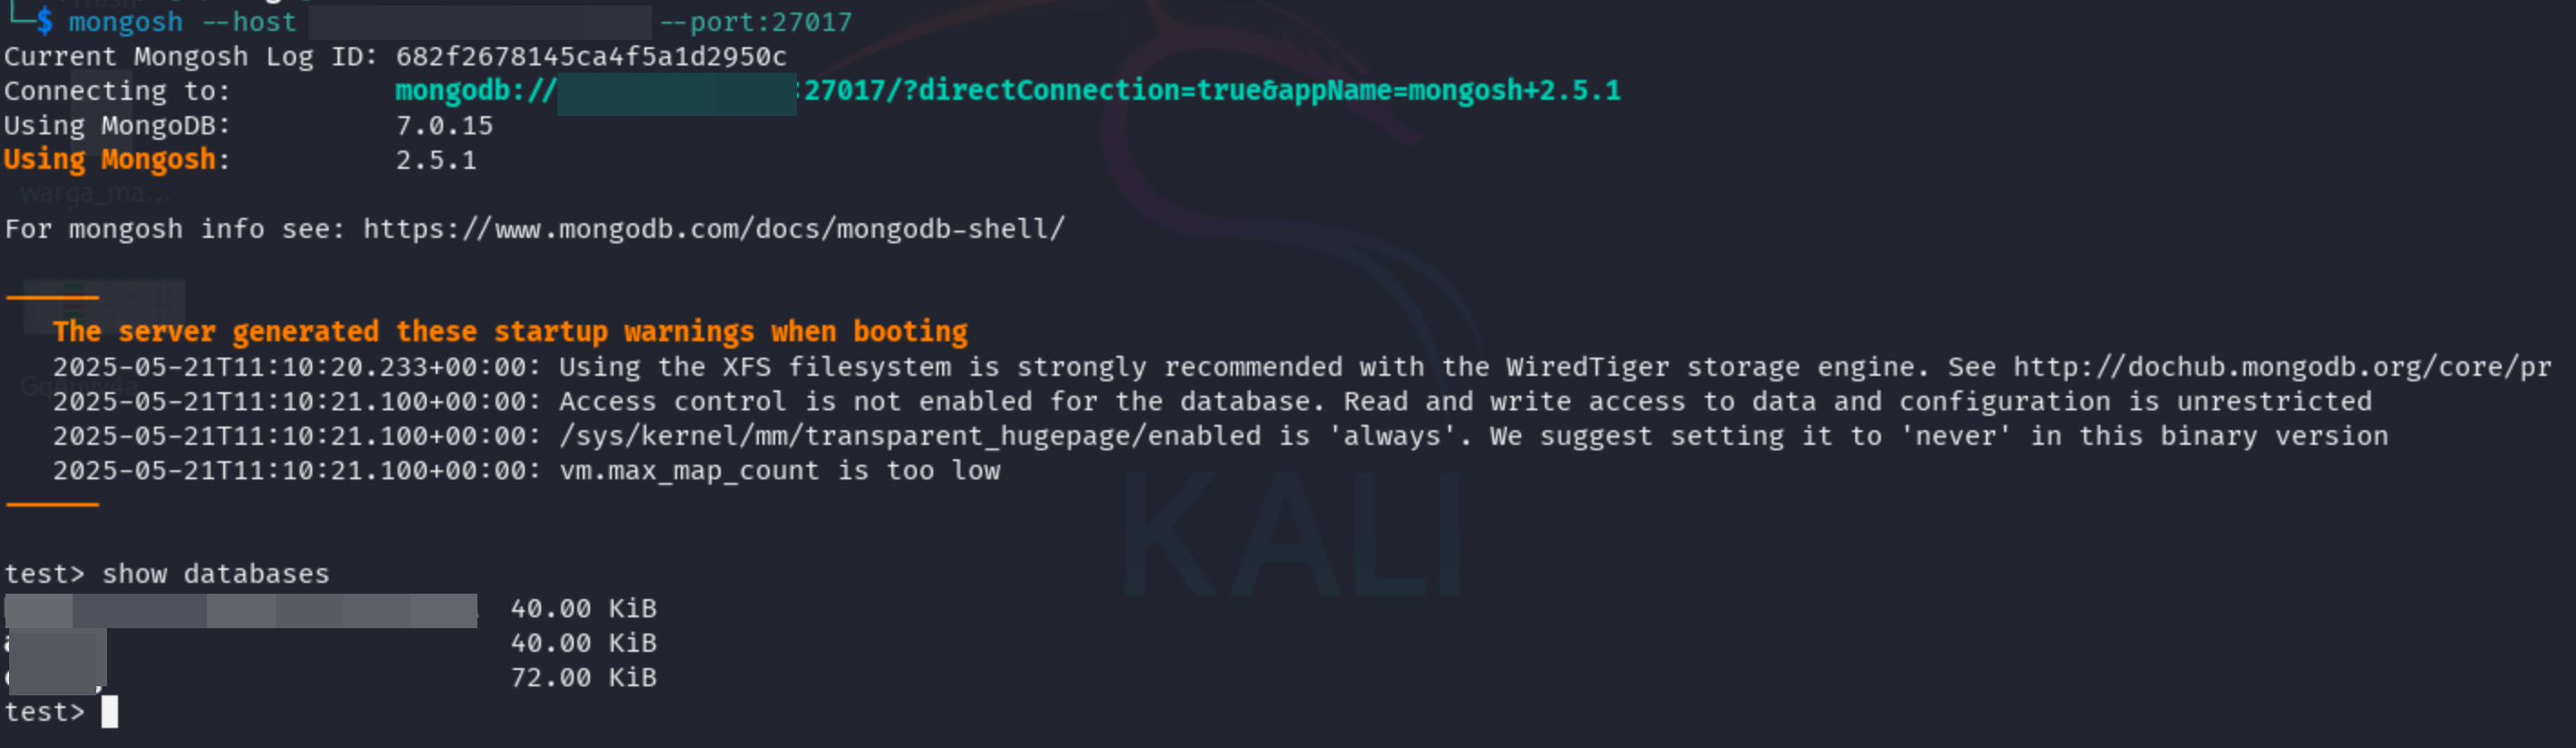 └─$ mongosh --host --port:27017
Current Mongosh Log ID: 682f2678145ca4f5a1d2950c
Connecting to: mongodb://:27017/?directConnection=true&appName=mongosh+2.5.1
Using MongoDB: 7.0.15
Using Mongosh: 2.5.1
warga_ma...
For mongosh info see: https://www.mongodb.com/docs/mongodb-shell/
------
The server generated these startup warnings when booting
2025-05-21T11:10:20.233+00:00: Using the XFS filesystem is strongly recommended with the WiredTiger storage engine. See http://dochub.mongodb.org/core/pr
2025-05-21T11:10:21.100+00:00: Access control is not enabled for the database. Read and write access to data and configuration is unrestricted
2025-05-21T11:10:21.100+00:00: /sys/kernel/mm/transparent_hugepage/enabled is 'always'. We suggest setting it to 'never' in this binary version
2025-05-21T11:10:21.100+00:00: vm.max_map_count is too low
------
KALI
test> show databases
40.00 KiB
40.00 KiB
72.00 KiB
test>